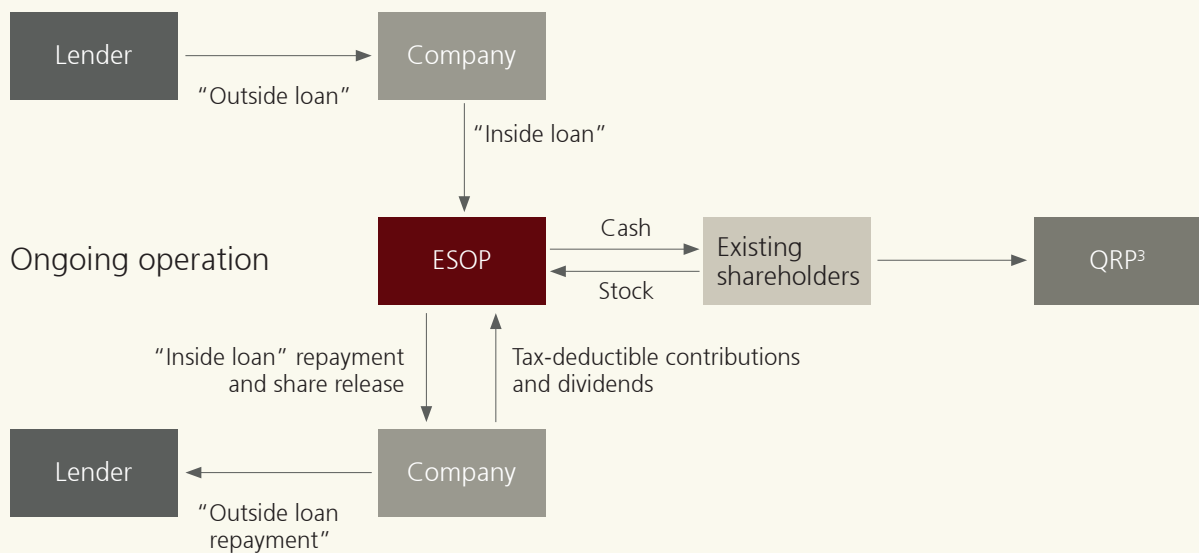 Lender
Company
“Outside loan”
“Inside loan”
Ongoing operation
ESOP
Cash
Stock
Existing
shareholders
QRP³
“Inside loan” repayment
and share release
Tax-deductible contributions
and dividends
Lender
Company
“Outside loan
repayment”